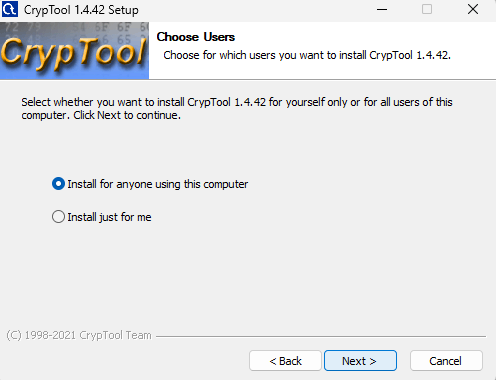 CrypTool 1.4.42 Setup
CrypTool
Choose Users
Choose for which users you want to install CrypTool 1.4.42.
Select whether you want to install CrypTool 1.4.42 for yourself only or for all users of this
computer. Click Next to continue.
Install for anyone using this computer
Install just for me
(C) 1998-2021 CrypTool Team
< Back
Next >
Cancel